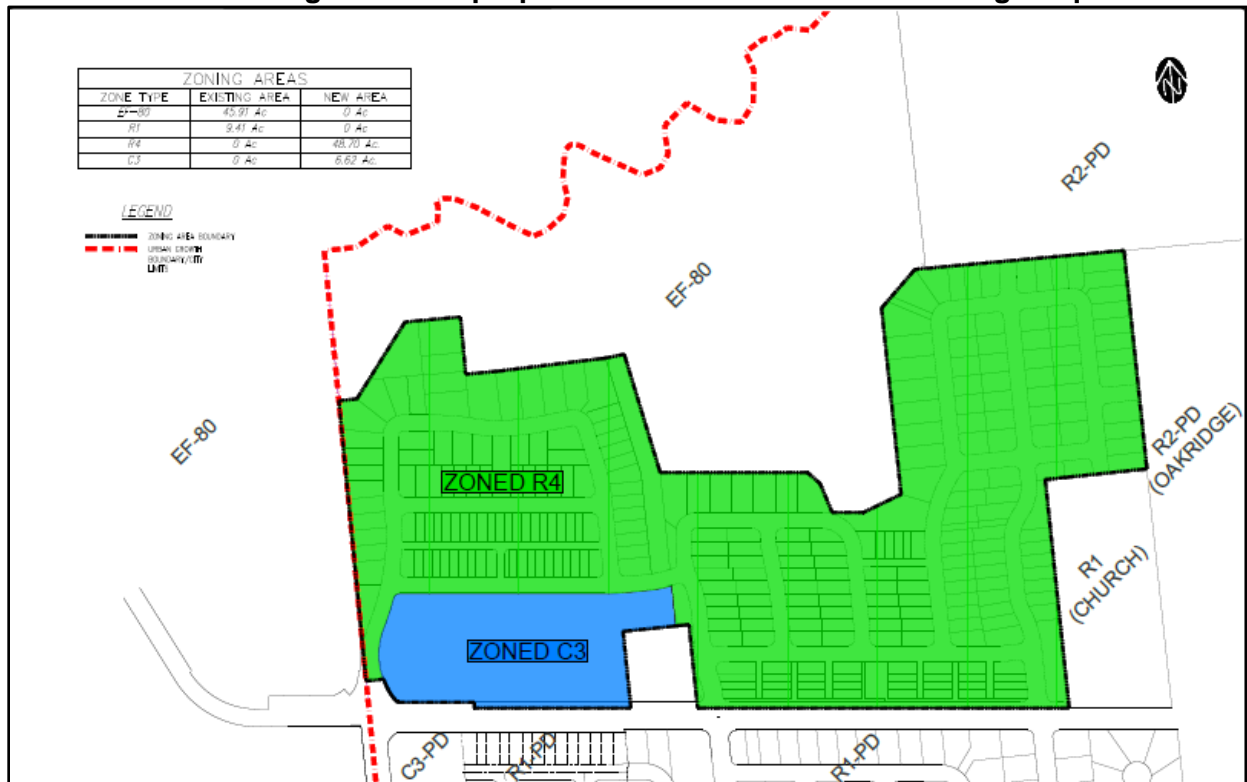 ZONING AREAS
ZONE TYPE EXISTING AREA NEW AREA
EF-80 45.91 Ac 0 Ac
R1 9.41 Ac 0 Ac
R4 0 Ac 48.70 Ac.
C3 0 Ac 6.62 Ac.
LEGEND
ZONING AREA BOUNDARY
URBAN GROWTH
BOUNDARY/CITY
LIMITS
N
R2-PD
EF-80
EF-80
R2-PD
(OAKRIDGE)
ZONED R4
R1
(CHURCH)
ZONED C3
C3-PD
R1-PD
R1-PD